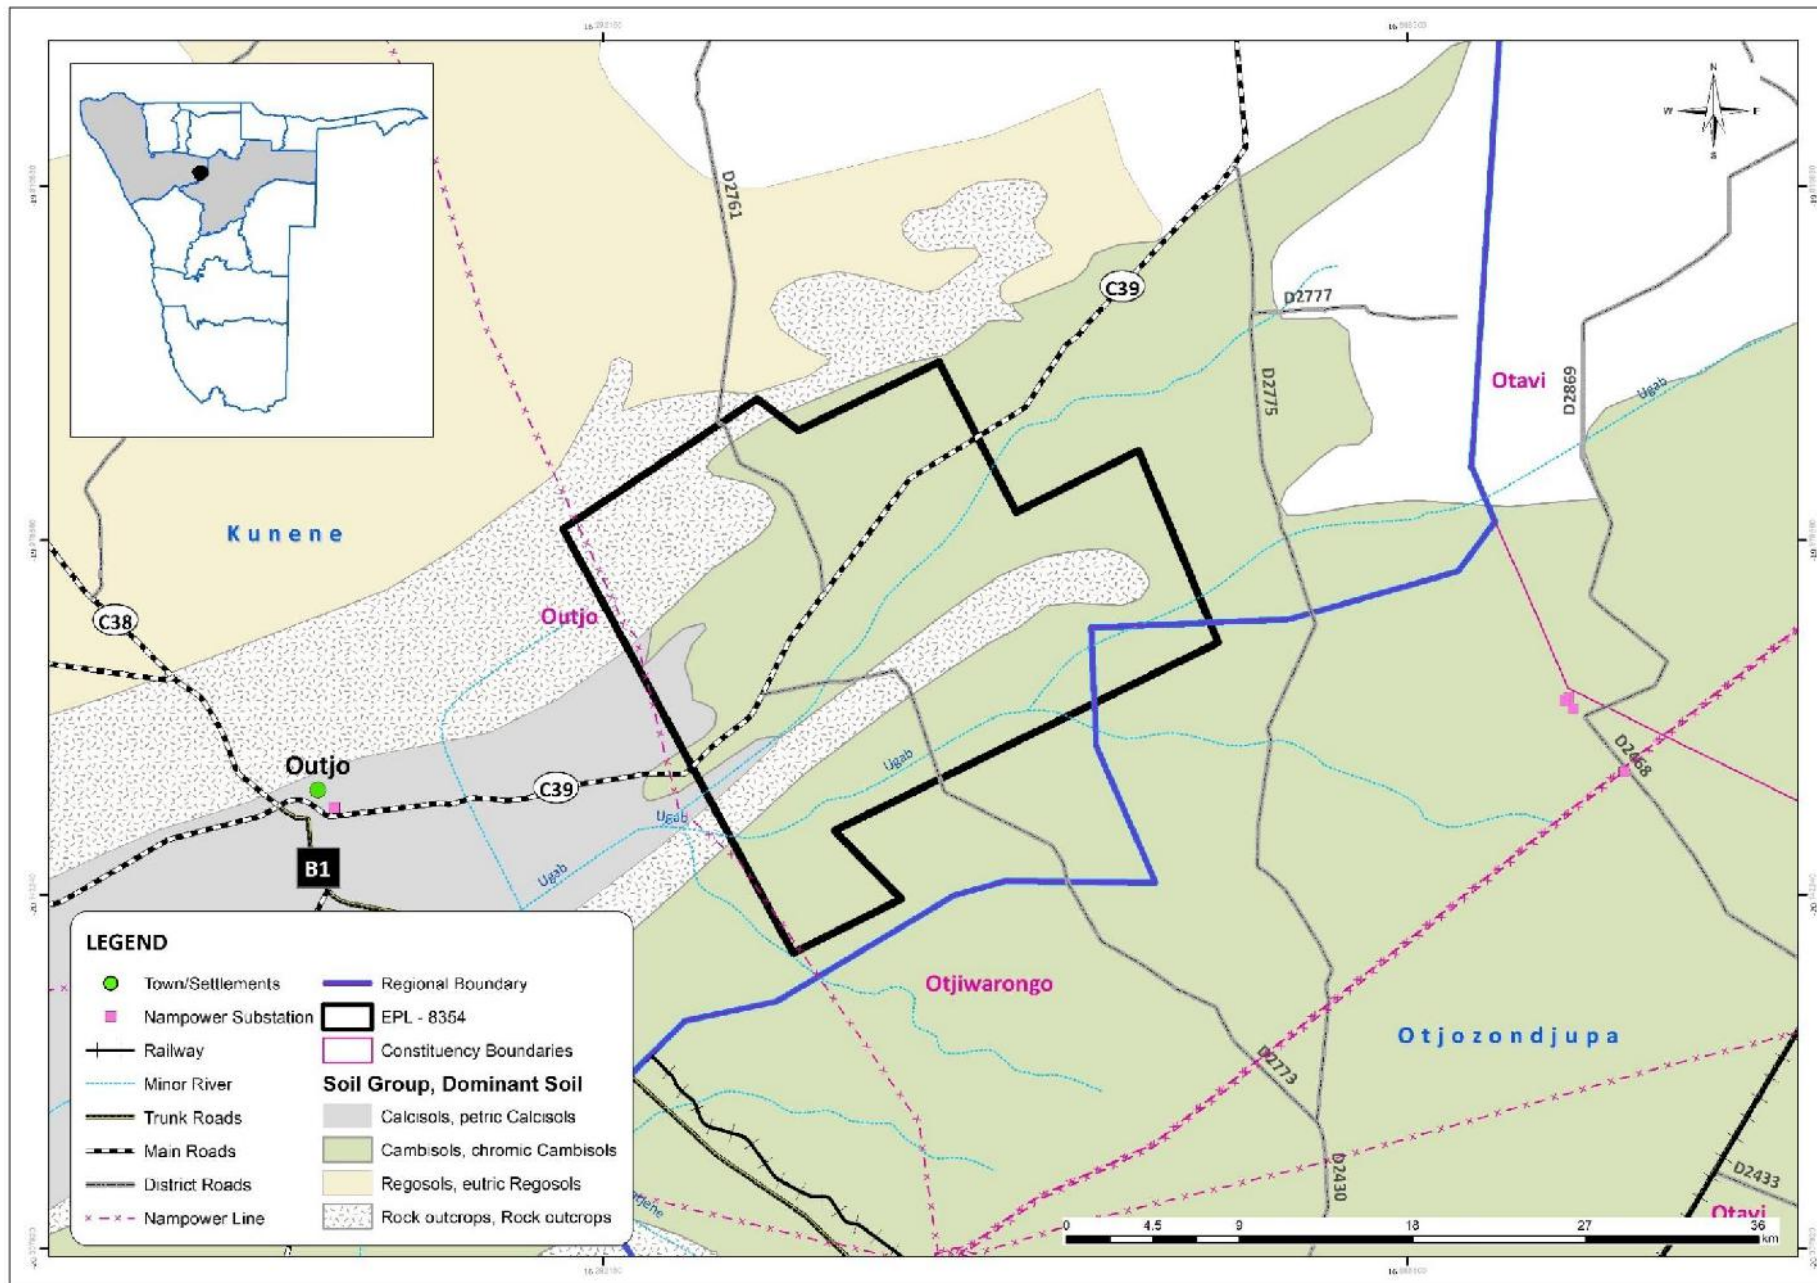 N
W E
S
D2761
C39
D2777
Otavi
D2869
Ugab
D2775
Kunene
C38
Outjo
Outjo
C39
Ugab
Ugab
Ugab
D2468
B1
Otjiwarongo
Otjozondjupa
D2773
D2430
D2433
Otavi
LEGEND
Town/Settlements
Nampower Substation
Railway
Minor River
Trunk Roads
Main Roads
District Roads
Nampower Line
Regional Boundary
EPL - 8354
Constituency Boundaries
Soil Group, Dominant Soil
Calcisols, petric Calcisols
Cambisols, chromic Cambisols
Regosols, eutric Regosols
Rock outcrops, Rock outcrops
0 4.5 9 18 27 36
km